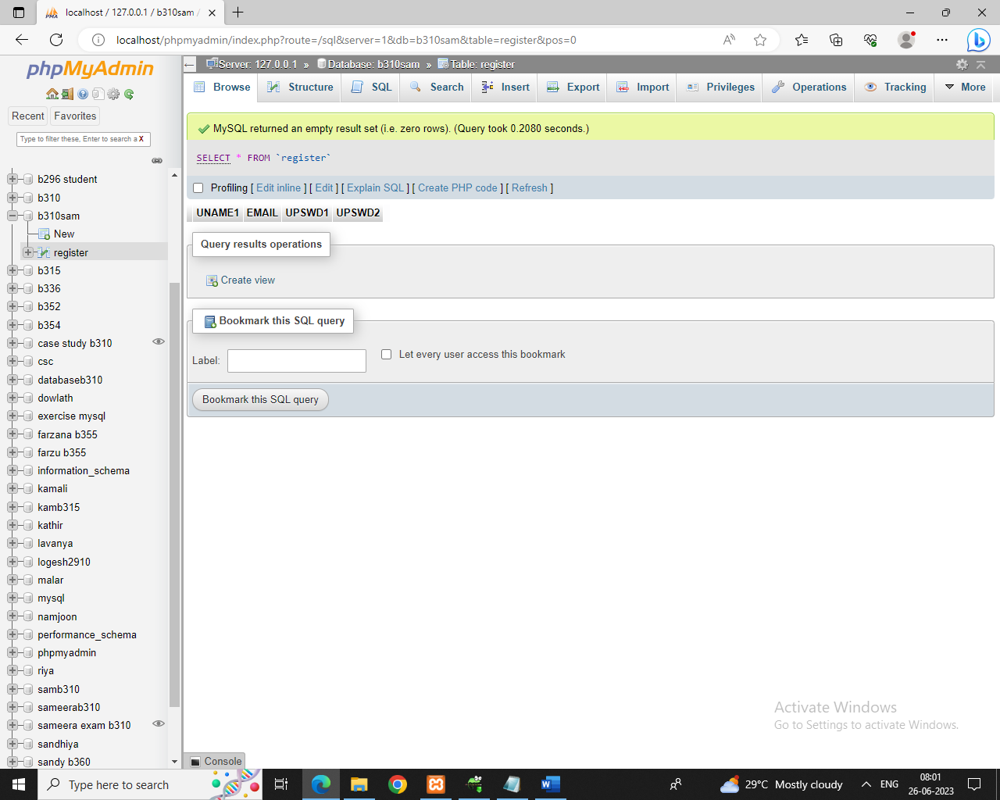 localhost / 127.0.0.1 / b310sam /
localhost/phpmyadmin/index.php?route=/sql&server=1&db=b310sam&table=register&pos=0
phpMyAdmin
Recent Favorites
Type to filter these, Enter to search a X
b296 student
b310
b310sam
New
register
b315
b336
b352
b354
case study b310
csc
databaseb310
dowlath
exercise mysql
farzana b355
farzu b355
information_schema
kamali
kamb315
kathir
lavanya
logesh2910
malar
mysql
namjoon
performance_schema
phpmyadmin
riya
samb310
sameerab310
sameera exam b310
sandhiya
sandy b360
Server: 127.0.0.1 » Database: b310sam » Table: register
Browse Structure SQL Search Insert Export Import Privileges Operations Tracking More
MySQL returned an empty result set (i.e. zero rows). (Query took 0.2080 seconds.)
SELECT * FROM `register`
Profiling [ Edit inline ] [ Edit ] [ Explain SQL ] [ Create PHP code ] [ Refresh ]
UNAME1 EMAIL UPSWD1 UPSWD2
Query results operations
Create view
Bookmark this SQL query
Label: Let every user access this bookmark
Bookmark this SQL query
Activate Windows
Go to Settings to activate Windows.
Console
Type here to search
29°C Mostly cloudy
ENG
08:01
26-06-2023